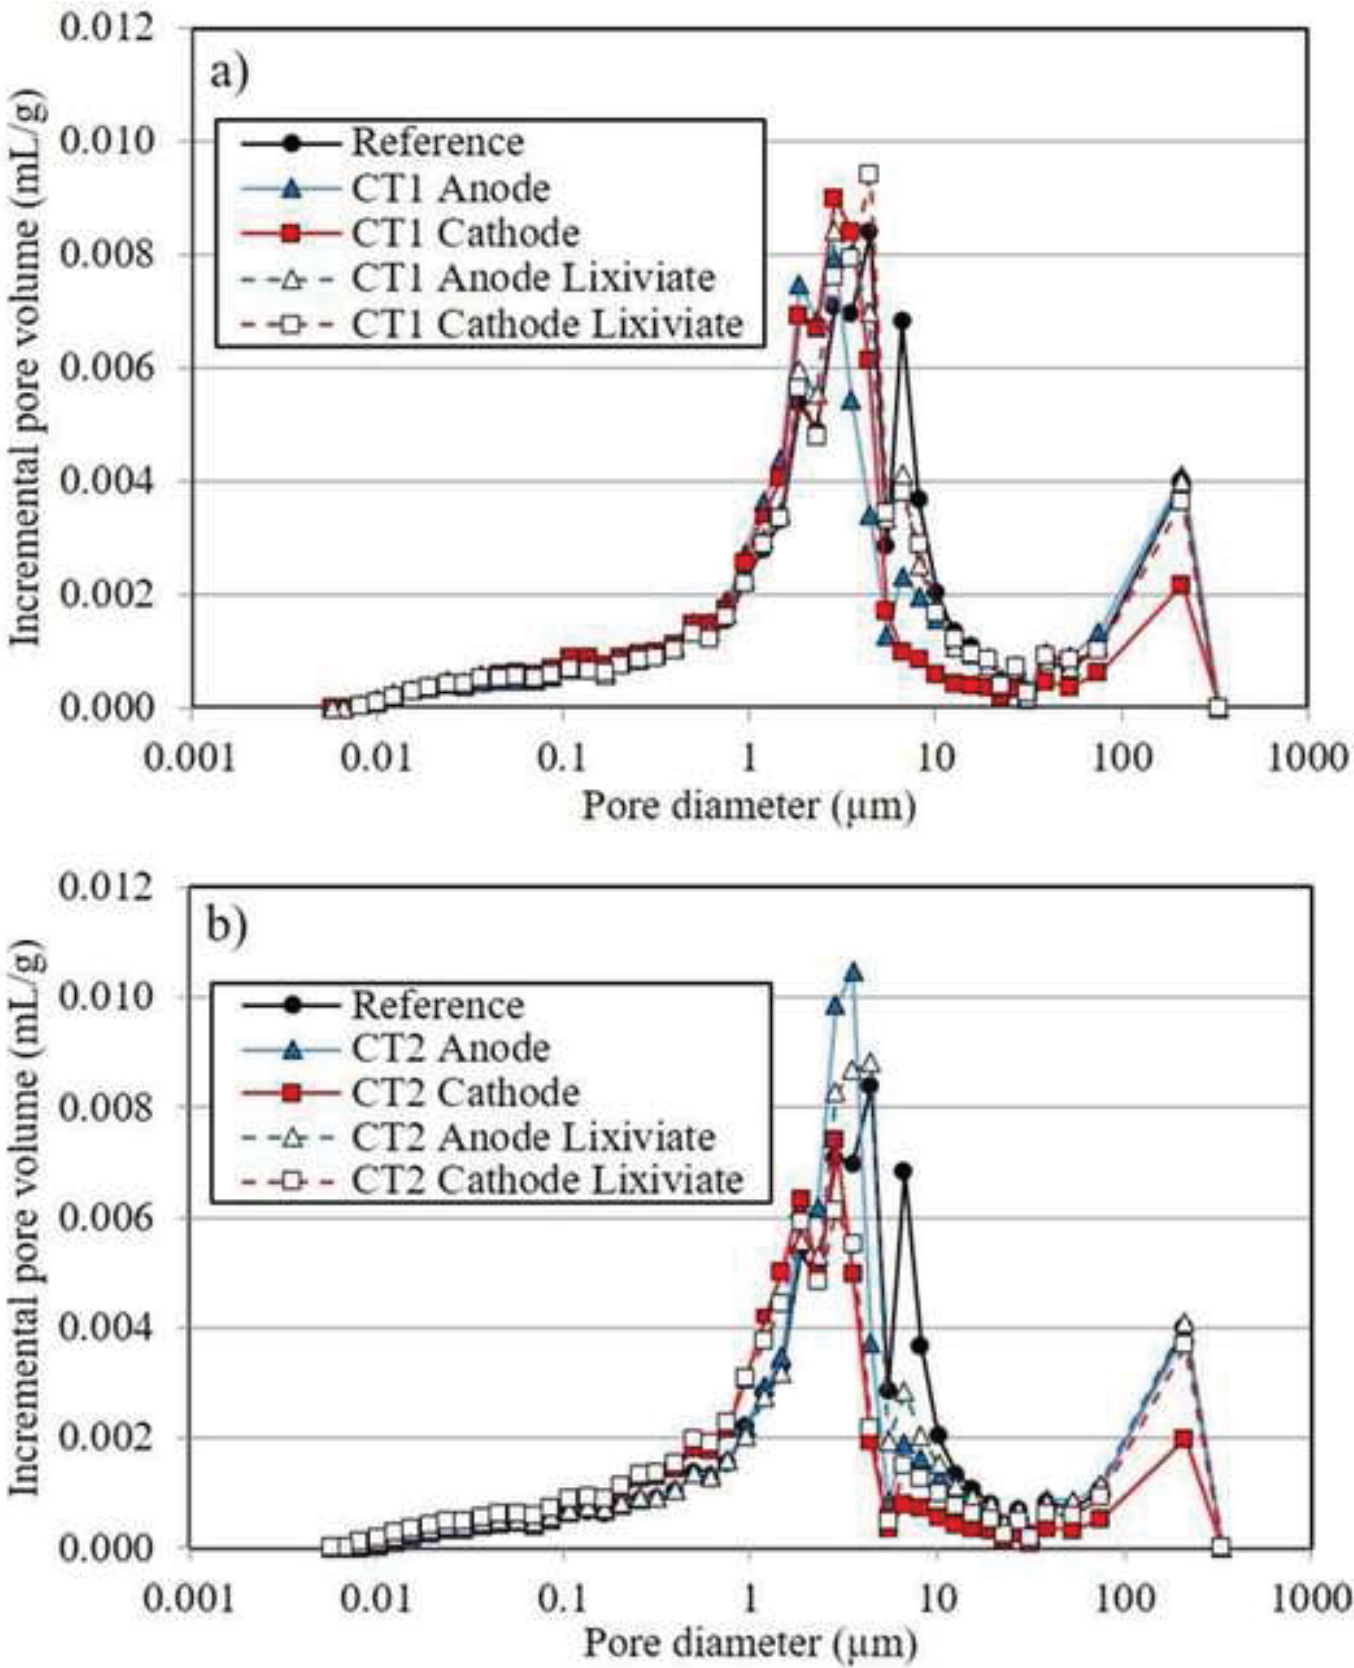 0.012
a)
0.010
0.008
0.006
0.004
0.002
0.000
Incremental pore volume (mL/g)
Reference
CT1 Anode
CT1 Cathode
CT1 Anode Lixiviate
CT1 Cathode Lixiviate
0.001 0.01 0.1 1 10 100 1000
Pore diameter (µm)
0.012
b)
0.010
0.008
0.006
0.004
0.002
0.000
Incremental pore volume (mL/g)
Reference
CT2 Anode
CT2 Cathode
CT2 Anode Lixiviate
CT2 Cathode Lixiviate
0.001 0.01 0.1 1 10 100 1000
Pore diameter (µm)